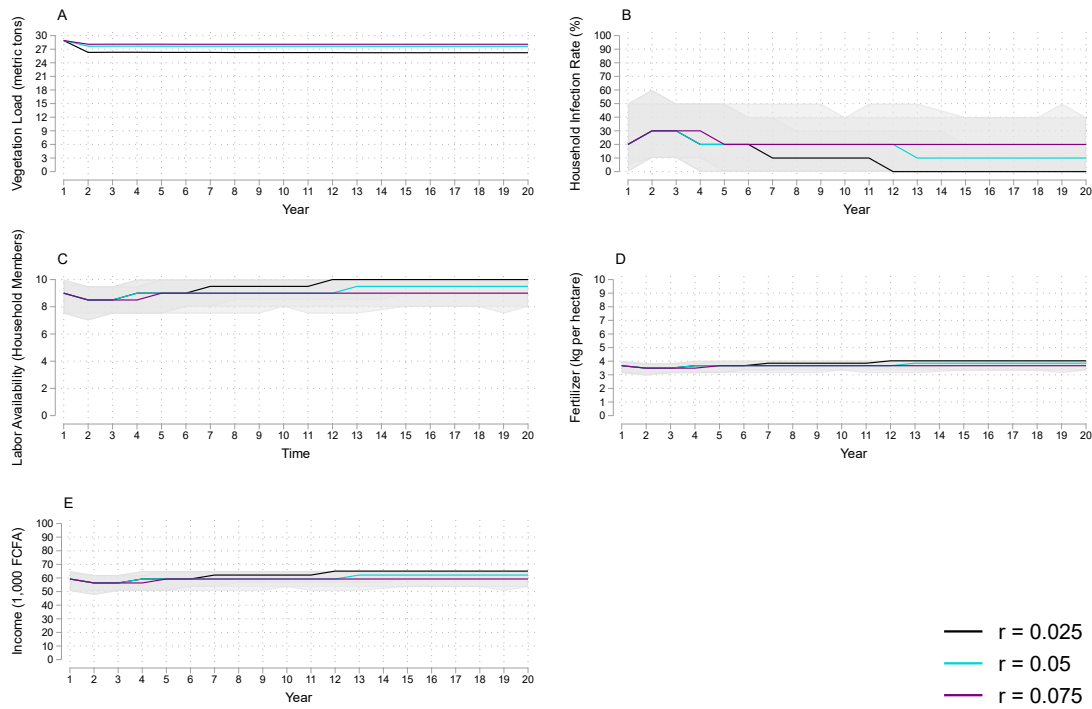 A
Vegetation Load (metric tons)
30
27
24
21
18
15
12
9
6
3
0
1 2 3 4 5 6 7 8 9 10 11 12 13 14 15 16 17 18 19 20
Year
B
Household Infection Rate (%)
100
90
80
70
60
50
40
30
20
10
0
1 2 3 4 5 6 7 8 9 10 11 12 13 14 15 16 17 18 19 20
Year
C
Labor Availability (Household Members)
10
8
6
4
2
0
1 2 3 4 5 6 7 8 9 10 11 12 13 14 15 16 17 18 19 20
Time
D
Fertilizer (kg per hectare)
10
9
8
7
6
5
4
3
2
1
0
1 2 3 4 5 6 7 8 9 10 11 12 13 14 15 16 17 18 19 20
Year
E
Income (1,000 FCFA)
100
90
80
70
60
50
40
30
20
10
0
1 2 3 4 5 6 7 8 9 10 11 12 13 14 15 16 17 18 19 20
Year
r = 0.025
r = 0.05
r = 0.075